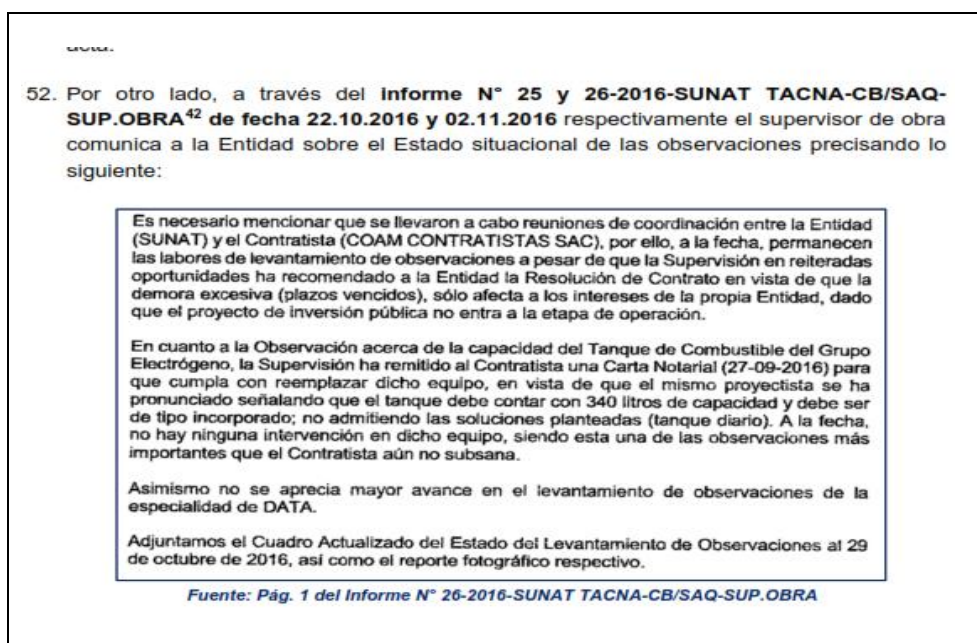 52. Por otro lado, a través del informe N° 25 y 26-2016-SUNAT TACNA-CB/SAQ-
SUP.OBRA42 de fecha 22.10.2016 y 02.11.2016 respectivamente el supervisor de obra
comunica a la Entidad sobre el Estado situacional de las observaciones precisando lo
siguiente:
Es necesario mencionar que se llevaron a cabo reuniones de coordinación entre la Entidad
(SUNAT) y el Contratista (COAM CONTRATISTAS SAC), por ello, a la fecha, permanecen
las labores de levantamiento de observaciones a pesar de que la Supervisión en reiteradas
oportunidades ha recomendado a la Entidad la Resolución de Contrato en vista de que la
demora excesiva (plazos vencidos), sólo afecta a los intereses de la propia Entidad, dado
que el proyecto de inversión pública no entra a la etapa de operación.
En cuanto a la Observación acerca de la capacidad del Tanque de Combustible del Grupo
Electrógeno, la Supervisión ha remitido al Contratista una Carta Notarial (27-09-2016) para
que cumpla con reemplazar dicho equipo, en vista de que el mismo proyectista se ha
pronunciado señalando que el tanque debe contar con 340 litros de capacidad y debe ser
de tipo incorporado; no admitiendo las soluciones planteadas (tanque diario). A la fecha,
no hay ninguna intervención en dicho equipo, siendo esta una de las observaciones más
importantes que el Contratista aún no subsana.
Asimismo no se aprecia mayor avance en el levantamiento de observaciones de la
especialidad de DATA.
Adjuntamos el Cuadro Actualizado del Estado del Levantamiento de Observaciones al 29
de octubre de 2016, así como el reporte fotográfico respectivo.
Fuente: Pág. 1 del Informe N° 26-2016-SUNAT TACNA-CB/SAQ-SUP.OBRA